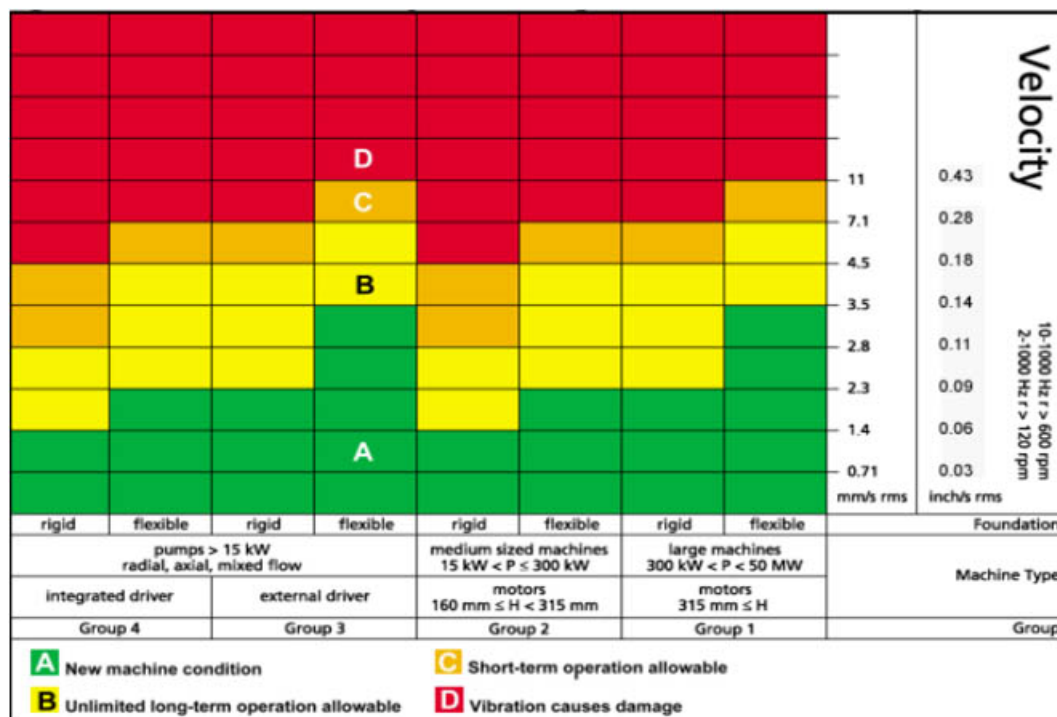 D
C
B
A
11
7.1
4.5
3.5
2.8
2.3
1.4
0.71
mm/s rms
0.43
0.28
0.18
0.14
0.11
0.09
0.06
0.03
inch/s rms
Velocity
10-1000 Hz r > 600 rpm
2-1000 Hz r > 120 rpm
rigid flexible rigid flexible rigid flexible rigid flexible Foundation
pumps > 15 kW
radial, axial, mixed flow
medium sized machines
15 kW < P ≤ 300 kW
large machines
300 kW < P < 50 MW
Machine Type
integrated driver external driver
motors
160 mm ≤ H < 315 mm
motors
315 mm ≤ H
Group 4 Group 3 Group 2 Group 1 Group
A New machine condition
B Unlimited long-term operation allowable
C Short-term operation allowable
D Vibration causes damage